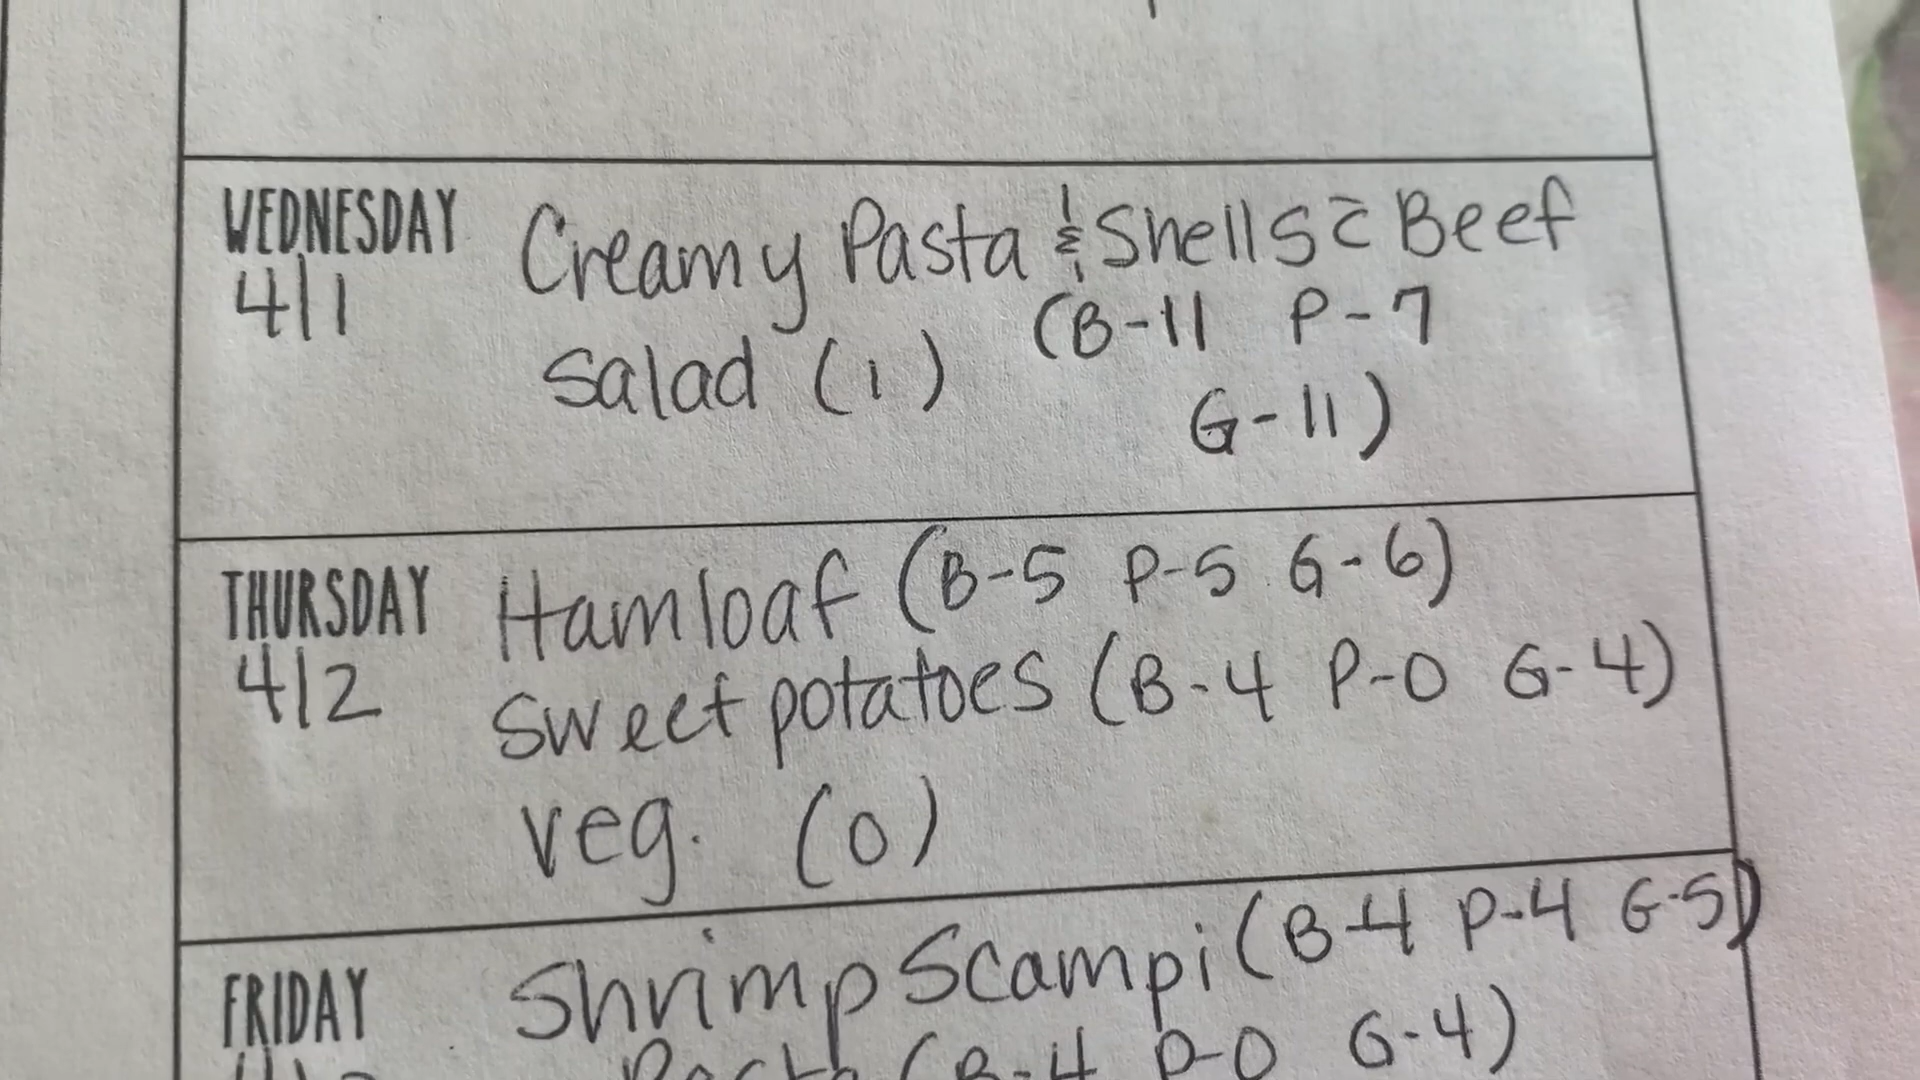 WEDNESDAY Creamy Pasta & Shells c̄ Beef
4/1 (B-11 P-7
Salad (1) G-11)
THURSDAY Hamloaf (B-5 P-5 G-6)
4/2 Sweet potatoes (B-4 P-0 G-4)
veg. (0)
FRIDAY Shrimp Scampi (B-4 P-4 G-5)
Pasta (B-4 P-0 G-4)